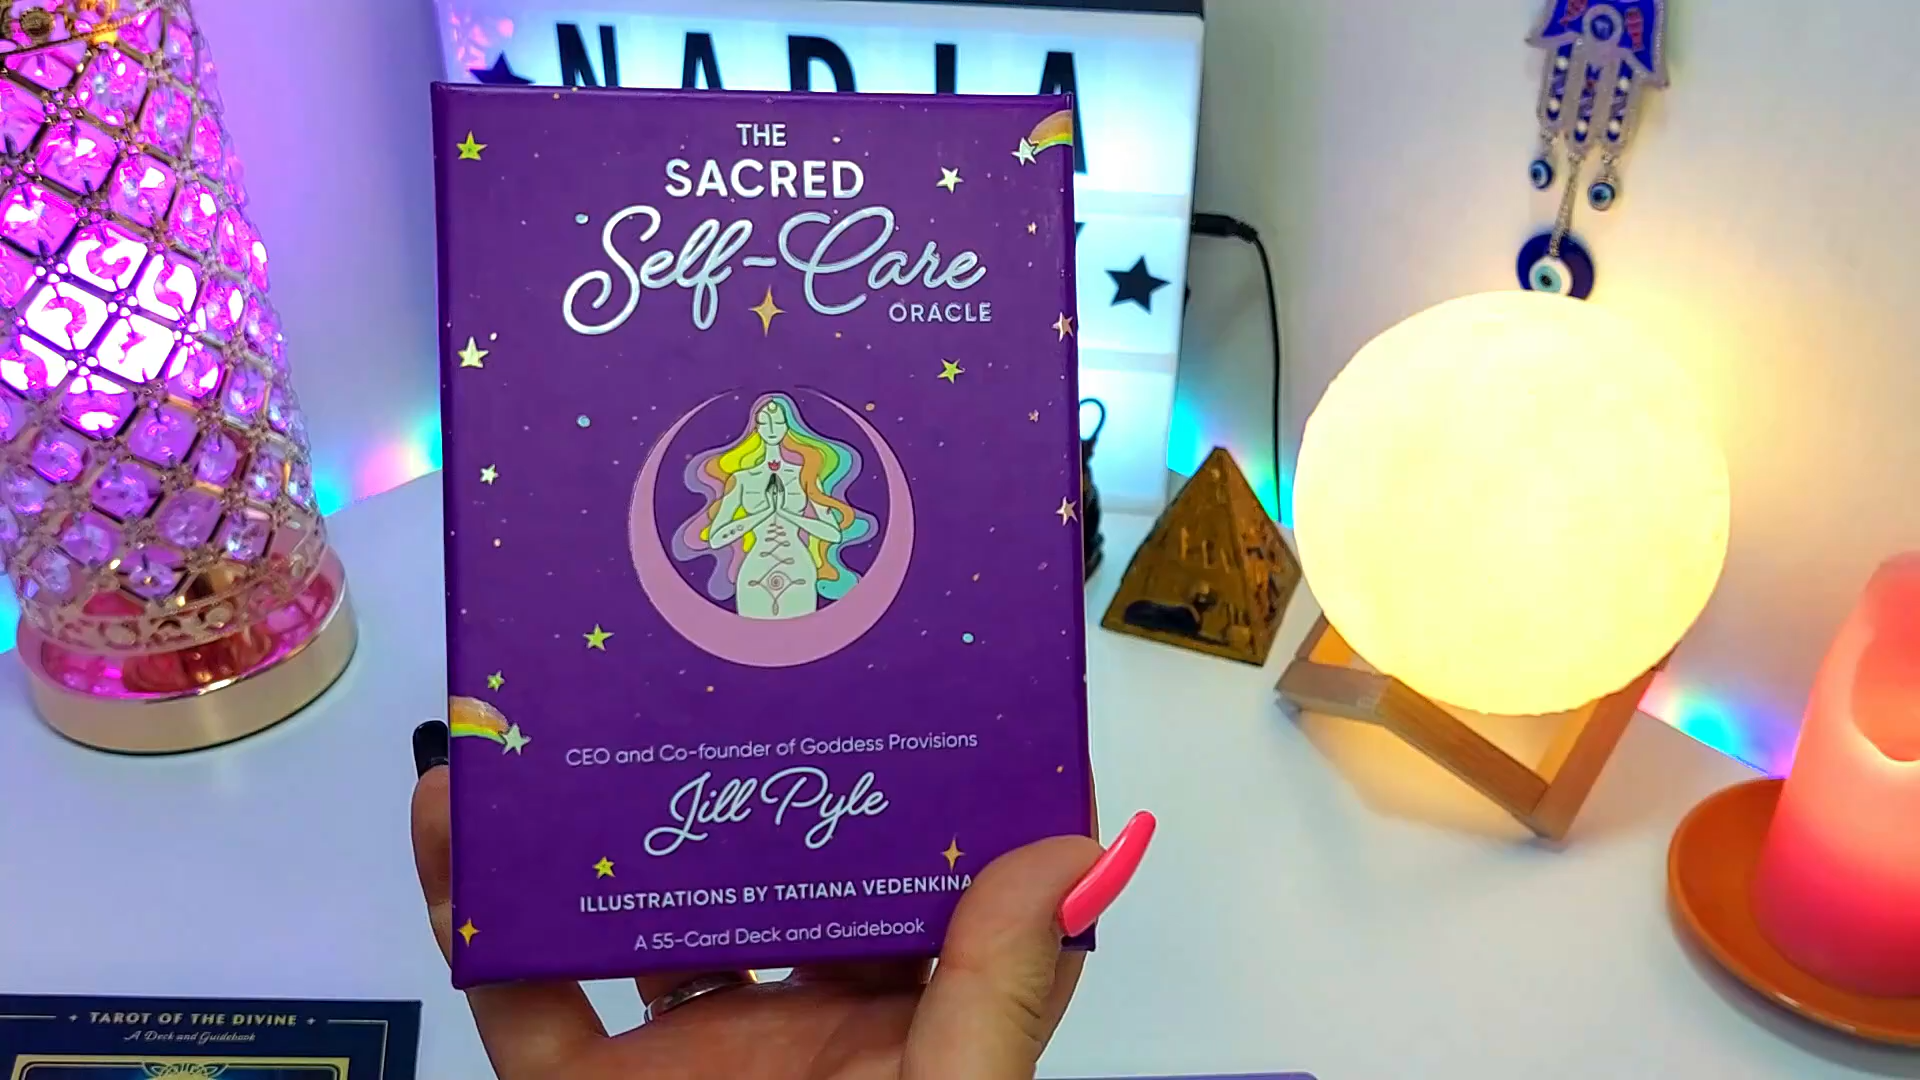 NADIA
THE
SACRED
Self-Care
ORACLE
CEO and Co-founder of Goddess Provisions
Jill Pyle
ILLUSTRATIONS BY TATIANA VEDENKINA
A 55-Card Deck and Guidebook
TAROT OF THE DIVINE
A Deck and Guidebook